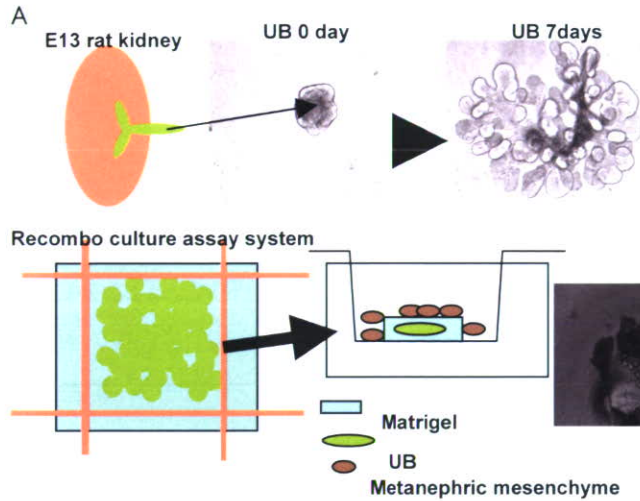 A
E13 rat kidney
UB 0 day
UB 7days
Recombo culture assay system
Matrigel
UB
Metanephric mesenchyme